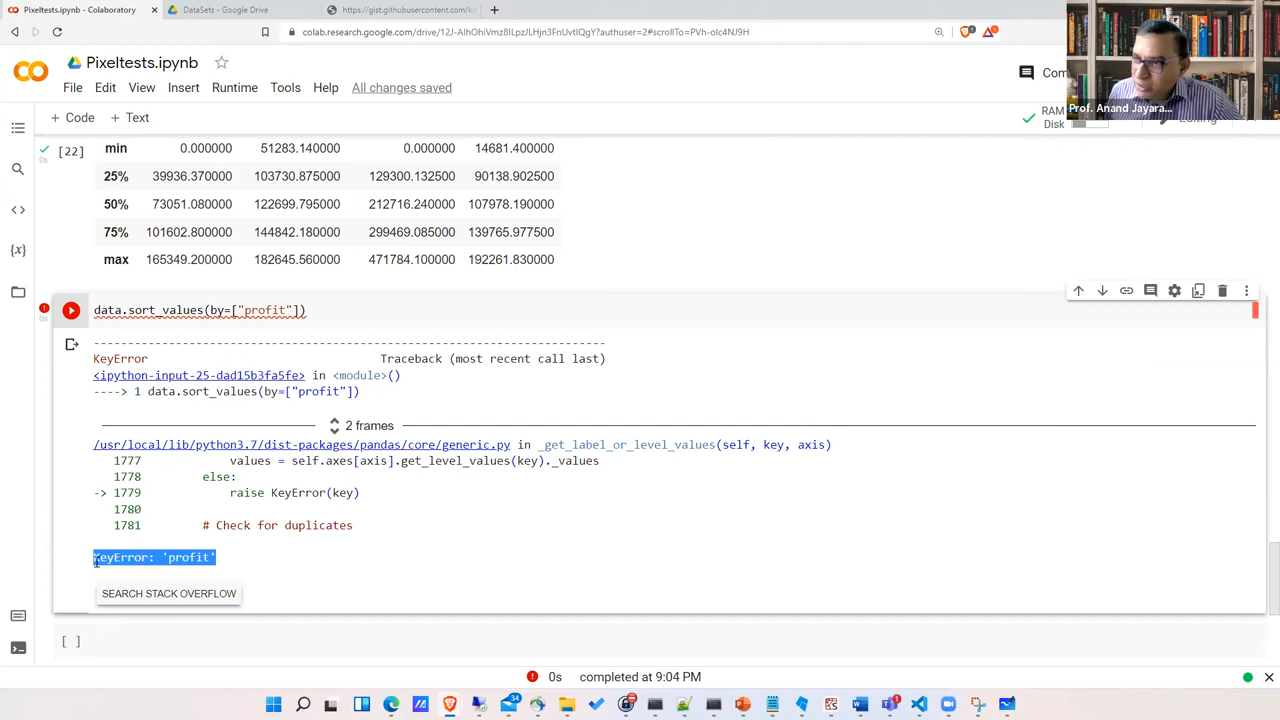 Pixeltests.ipynb - Colaboratory
DataSets - Google Drive
https://gist.githubusercontent.com/k
colab.research.google.com/drive/12J-AlhOhiVmz8ILpzJLHjn3FnUvtIQgY?authuser=2#scrollTo=PVh-oIc4NJ9H
Pixeltests.ipynb
File Edit View Insert Runtime Tools Help All changes saved
Com
Prof. Anand Jayara...
+ Code + Text
RAM
Disk
Editing
[22]
min 0.000000 51283.140000 0.000000 14681.400000
0s
25% 39936.370000 103730.875000 129300.132500 90138.902500
50% 73051.080000 122699.795000 212716.240000 107978.190000
75% 101602.800000 144842.180000 299469.085000 139765.977500
max 165349.200000 182645.560000 471784.100000 192261.830000
data.sort_values(by=["profit"])
0s
---------------------------------------------------------------------------
KeyError Traceback (most recent call last)
<ipython-input-25-dad15b3fa5fe> in <module>()
----> 1 data.sort_values(by=["profit"])
2 frames
/usr/local/lib/python3.7/dist-packages/pandas/core/generic.py in _get_label_or_level_values(self, key, axis)
1777 values = self.axes[axis].get_level_values(key)._values
1778 else:
-> 1779 raise KeyError(key)
1780
1781 # Check for duplicates
KeyError: 'profit'
SEARCH STACK OVERFLOW
[ ]
0s completed at 9:04 PM
34